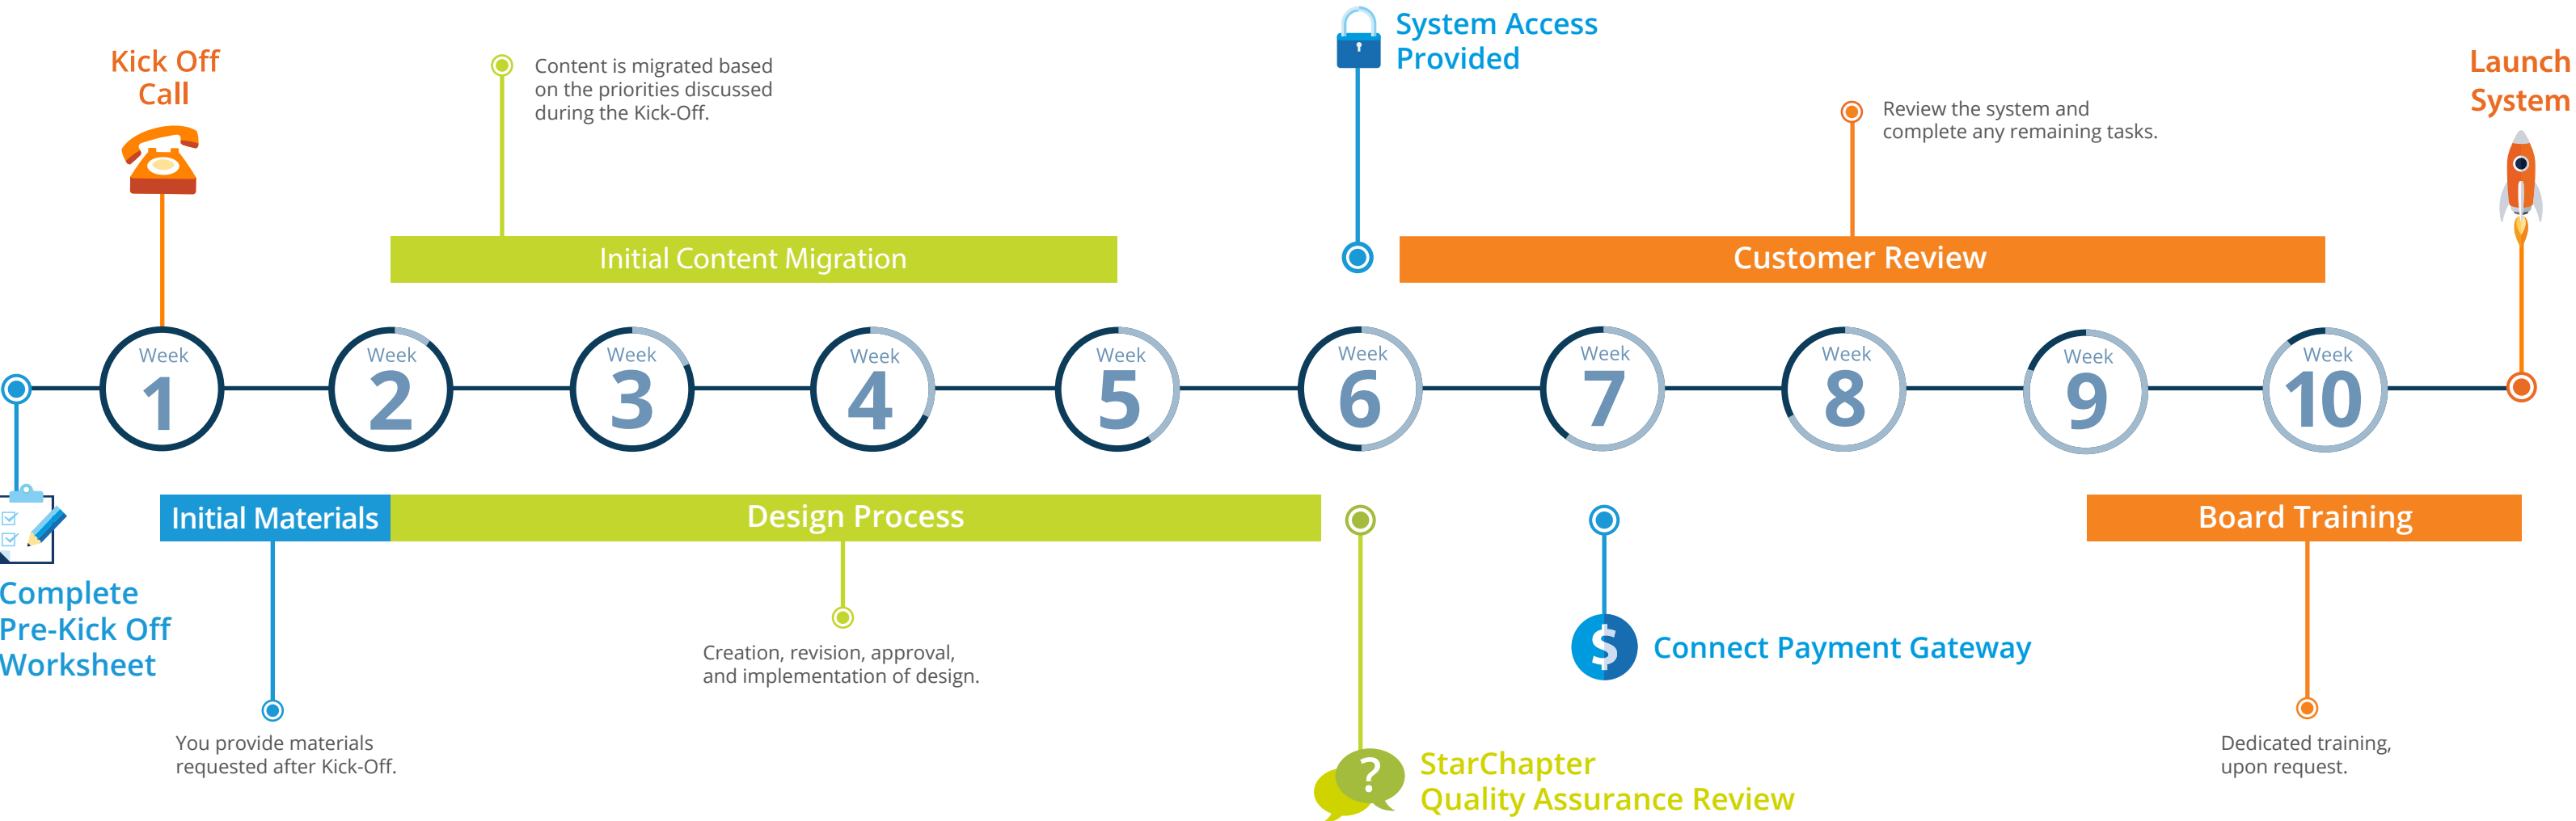 Kick Off
Call
Content is migrated based
on the priorities discussed
during the Kick-Off.
System Access
Provided
Review the system and
complete any remaining tasks.
Launch
System
Initial Content Migration
Customer Review
Week
1
Week
2
Week
3
Week
4
Week
5
Week
6
Week
7
Week
8
Week
9
Week
10
Initial Materials
Design Process
Board Training
Complete
Pre-Kick Off
Worksheet
You provide materials
requested after Kick-Off.
Creation, revision, approval,
and implementation of design.
?
StarChapter
Quality Assurance Review
$
Connect Payment Gateway
Dedicated training,
upon request.